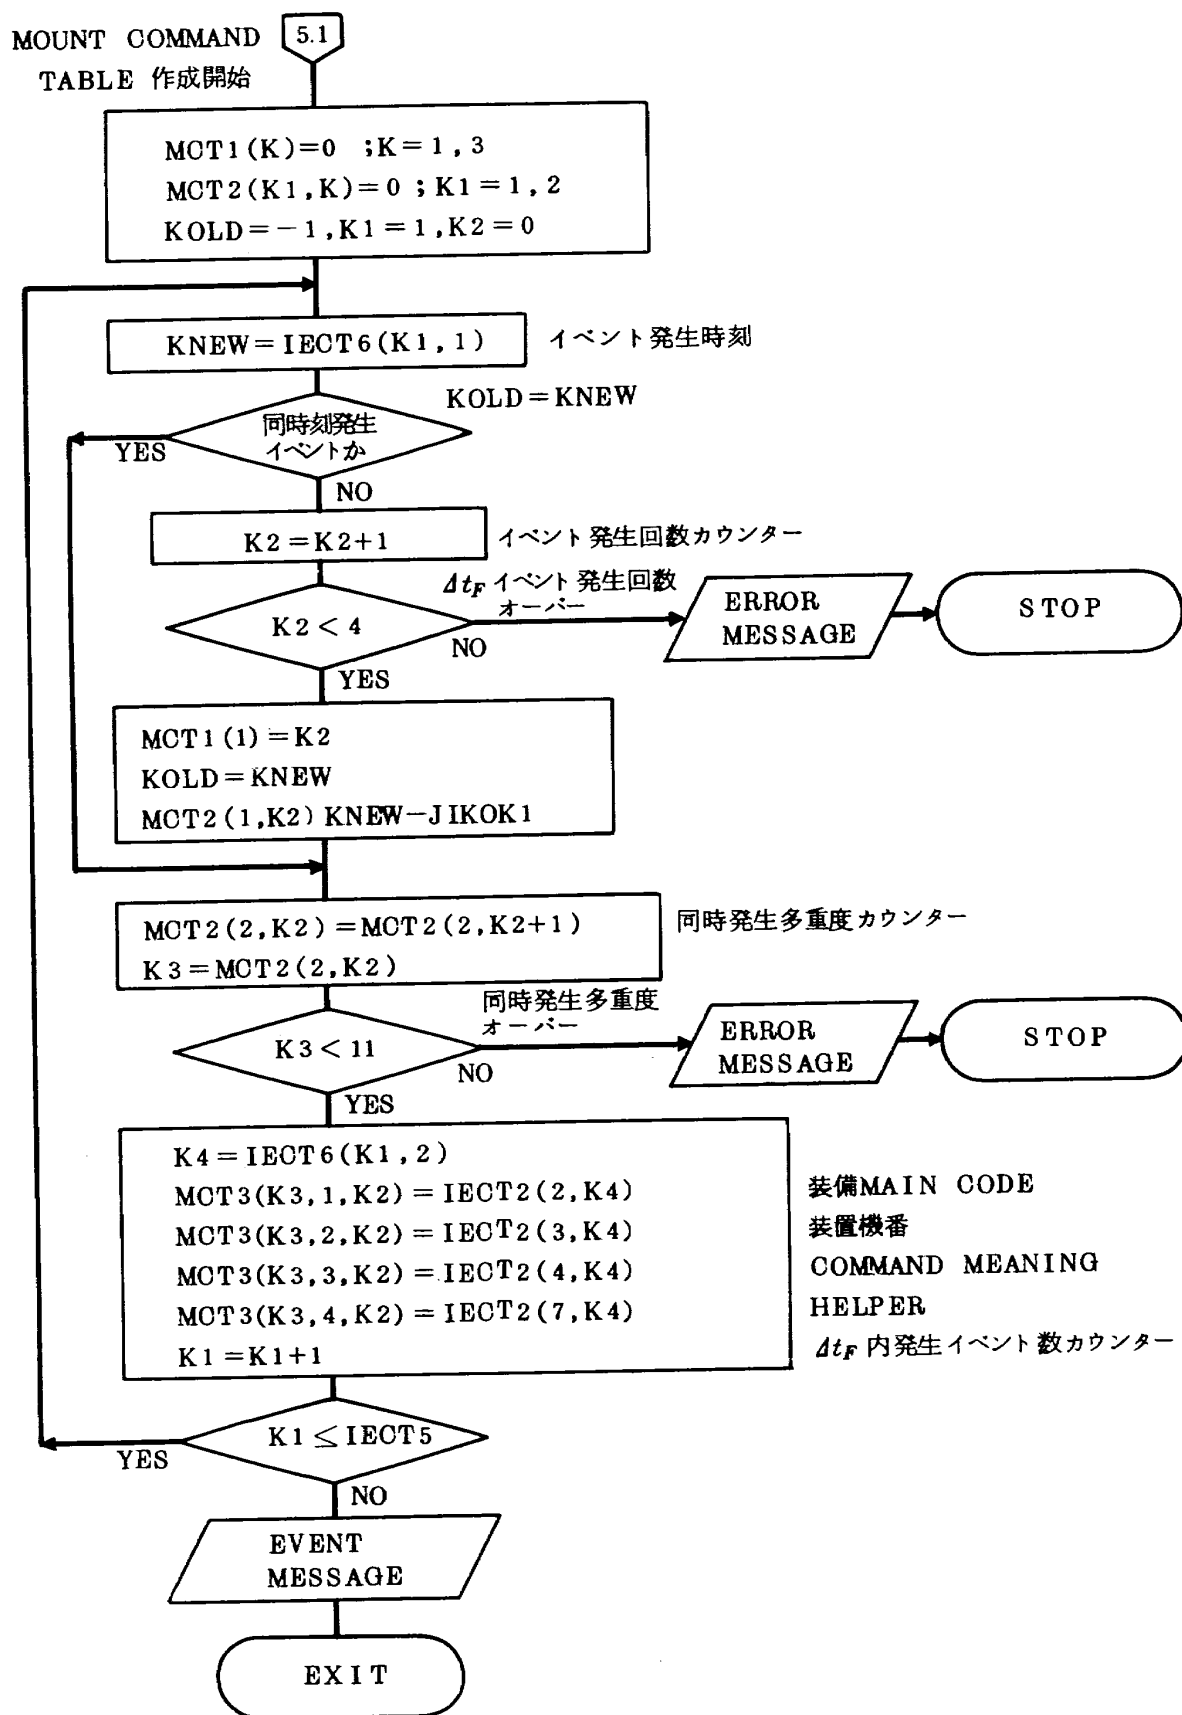 MOUNT COMMAND 5.1
TABLE 作成開始
MCT1(K)=0 ;K=1,3
MCT2(K1,K)=0 ;K1=1,2
KOLD=-1,K1=1,K2=0
KNEW=IECT6(K1,1) イベント発生時刻
KOLD=KNEW
同時刻発生
イベントか
YES
NO
K2=K2+1 イベント発生回数カウンター
ΔtF イベント発生回数
オーバー
K2<4
NO
ERROR
MESSAGE
STOP
YES
MCT1(1)=K2
KOLD=KNEW
MCT2(1,K2) KNEW-JIKOK1
MCT2(2,K2)=MCT2(2,K2+1) 同時発生多重度カウンター
K3=MCT2(2,K2)
同時発生多重度
オーバー
K3<11
NO
ERROR
MESSAGE
STOP
YES
K4=IECT6(K1,2)
MCT3(K3,1,K2)=IECT2(2,K4) 装備MAIN CODE
MCT3(K3,2,K2)=IECT2(3,K4) 装置機番
MCT3(K3,3,K2)=IECT2(4,K4) COMMAND MEANING
MCT3(K3,4,K2)=IECT2(7,K4) HELPER
K1=K1+1 ΔtF 内発生イベント数カウンター
K1≤IECT5
YES
NO
EVENT
MESSAGE
EXIT